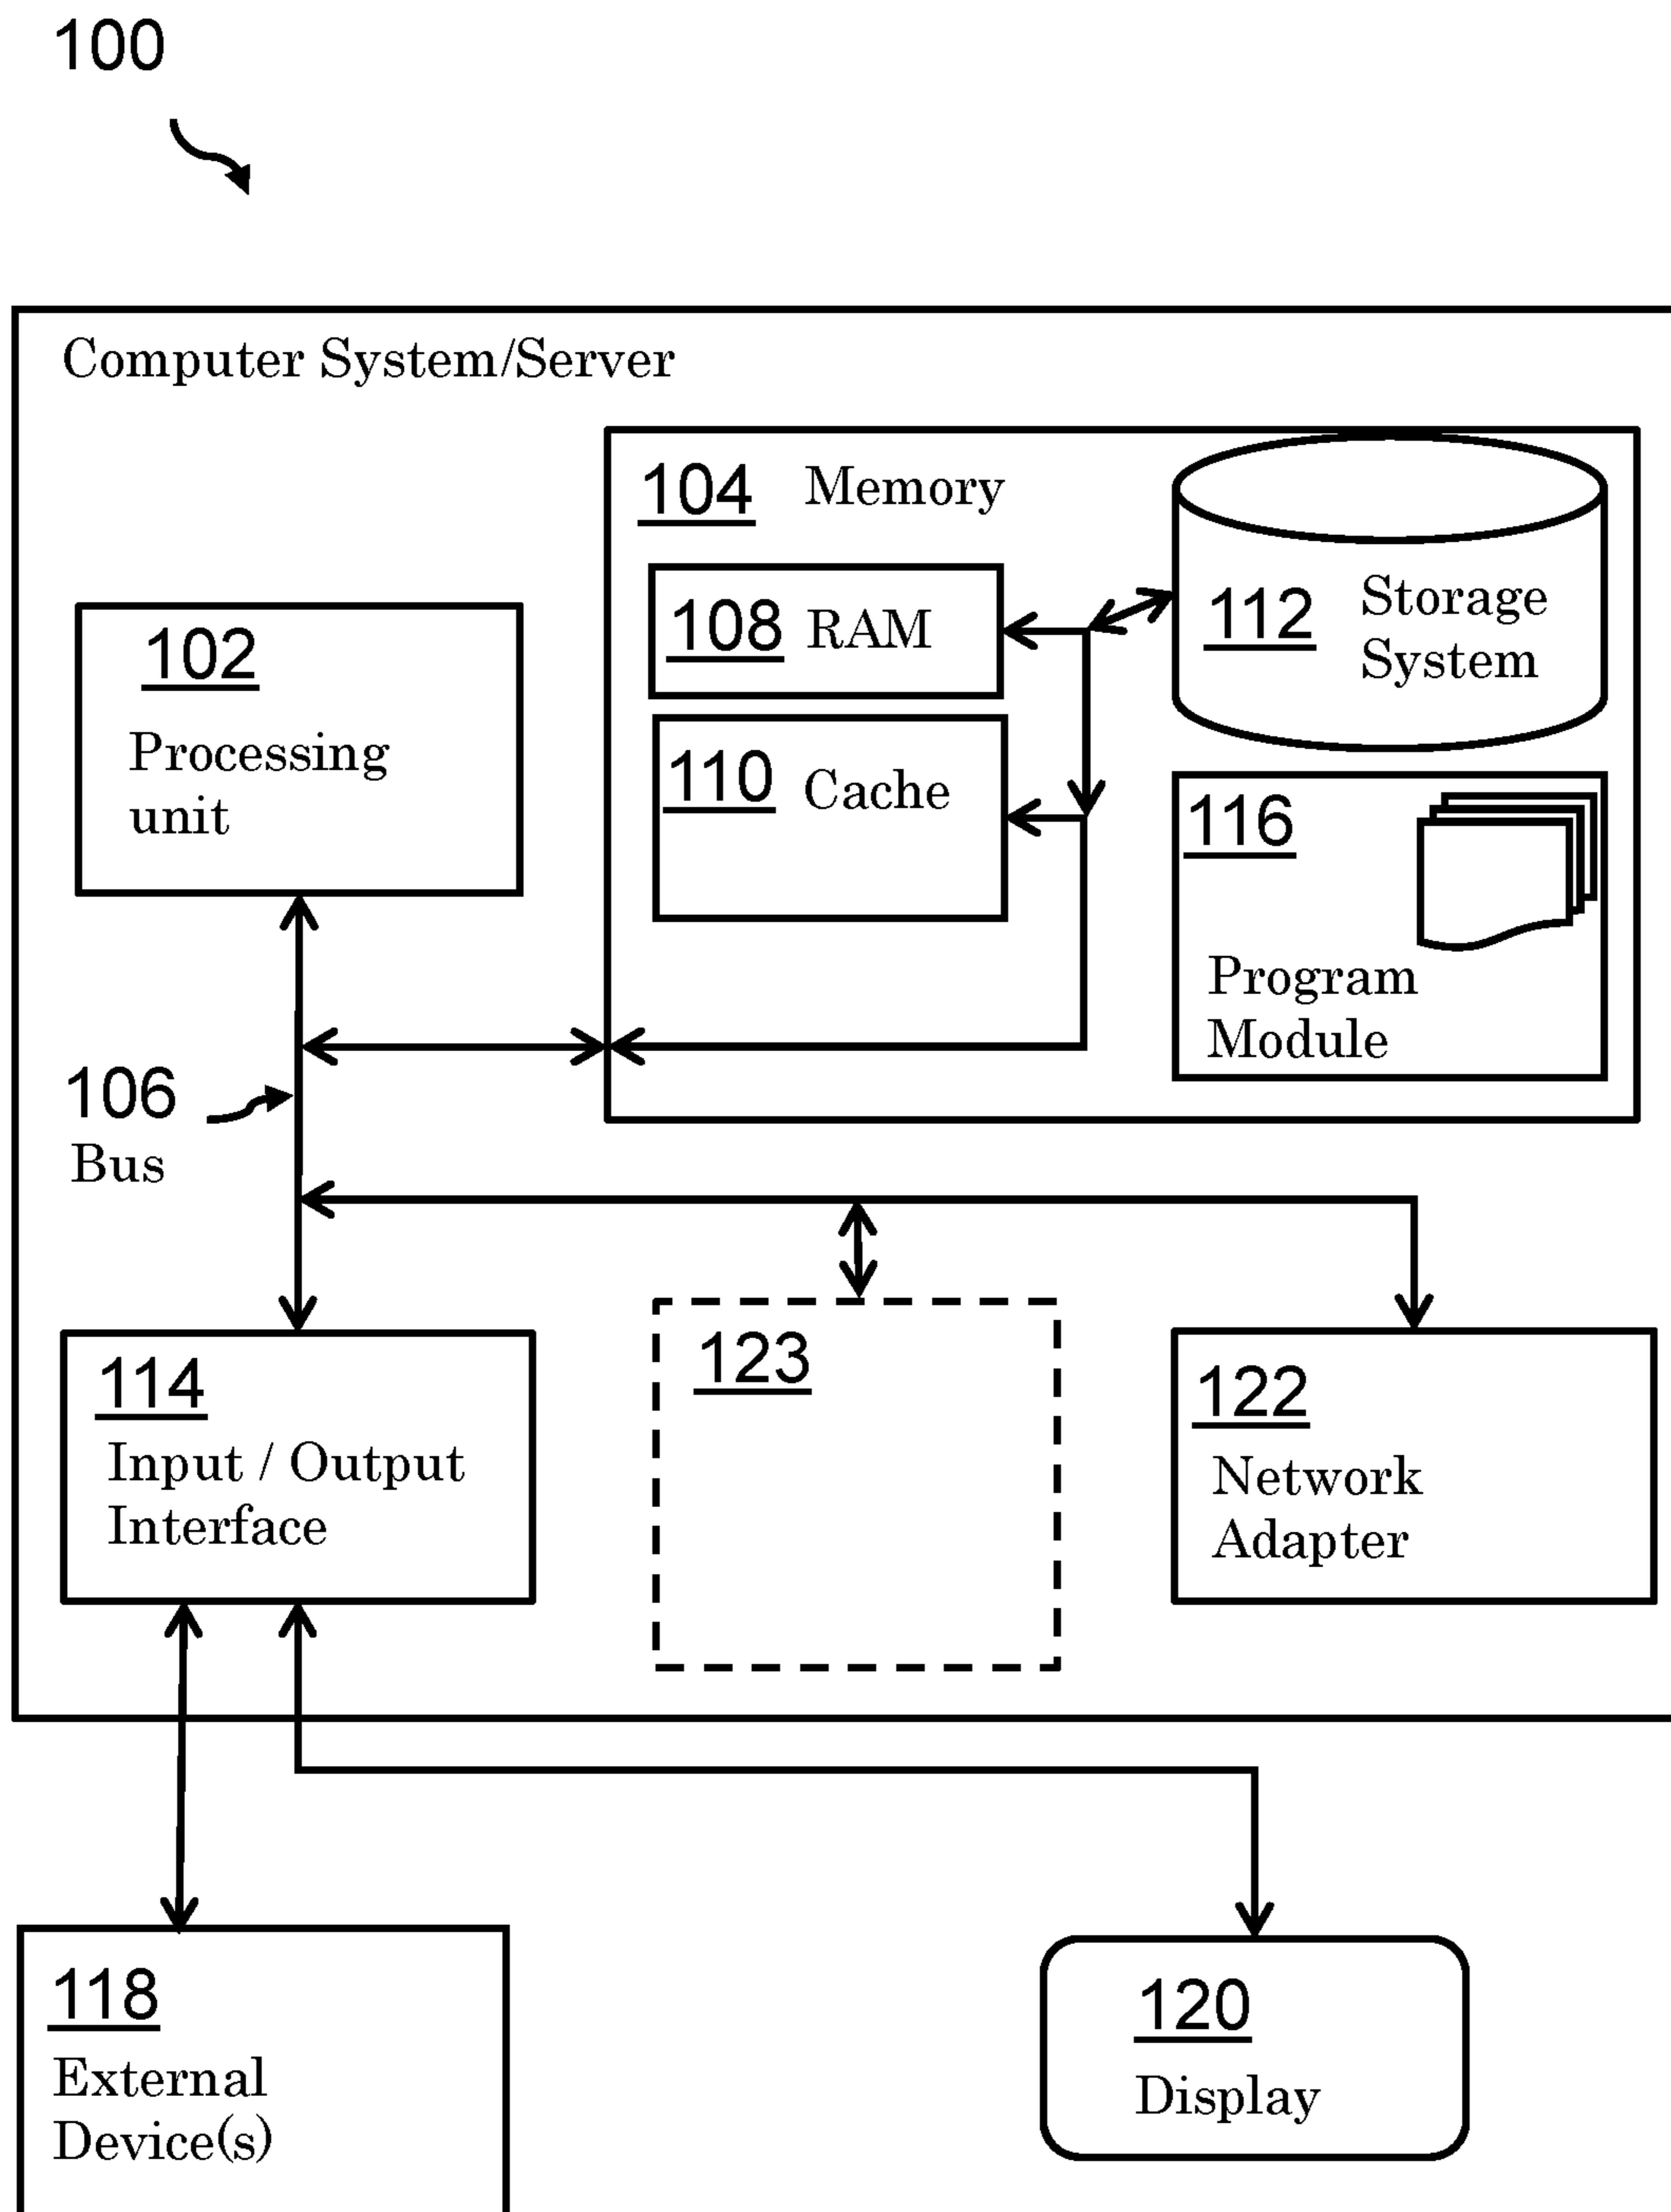 100
Computer System/Server
104 Memory
108 RAM
112 Storage
System
102
Processing
unit
110 Cache
116
Program
Module
106
Bus
114
Input / Output
Interface
123
122
Network
Adapter
118
External
Device(s)
120
Display